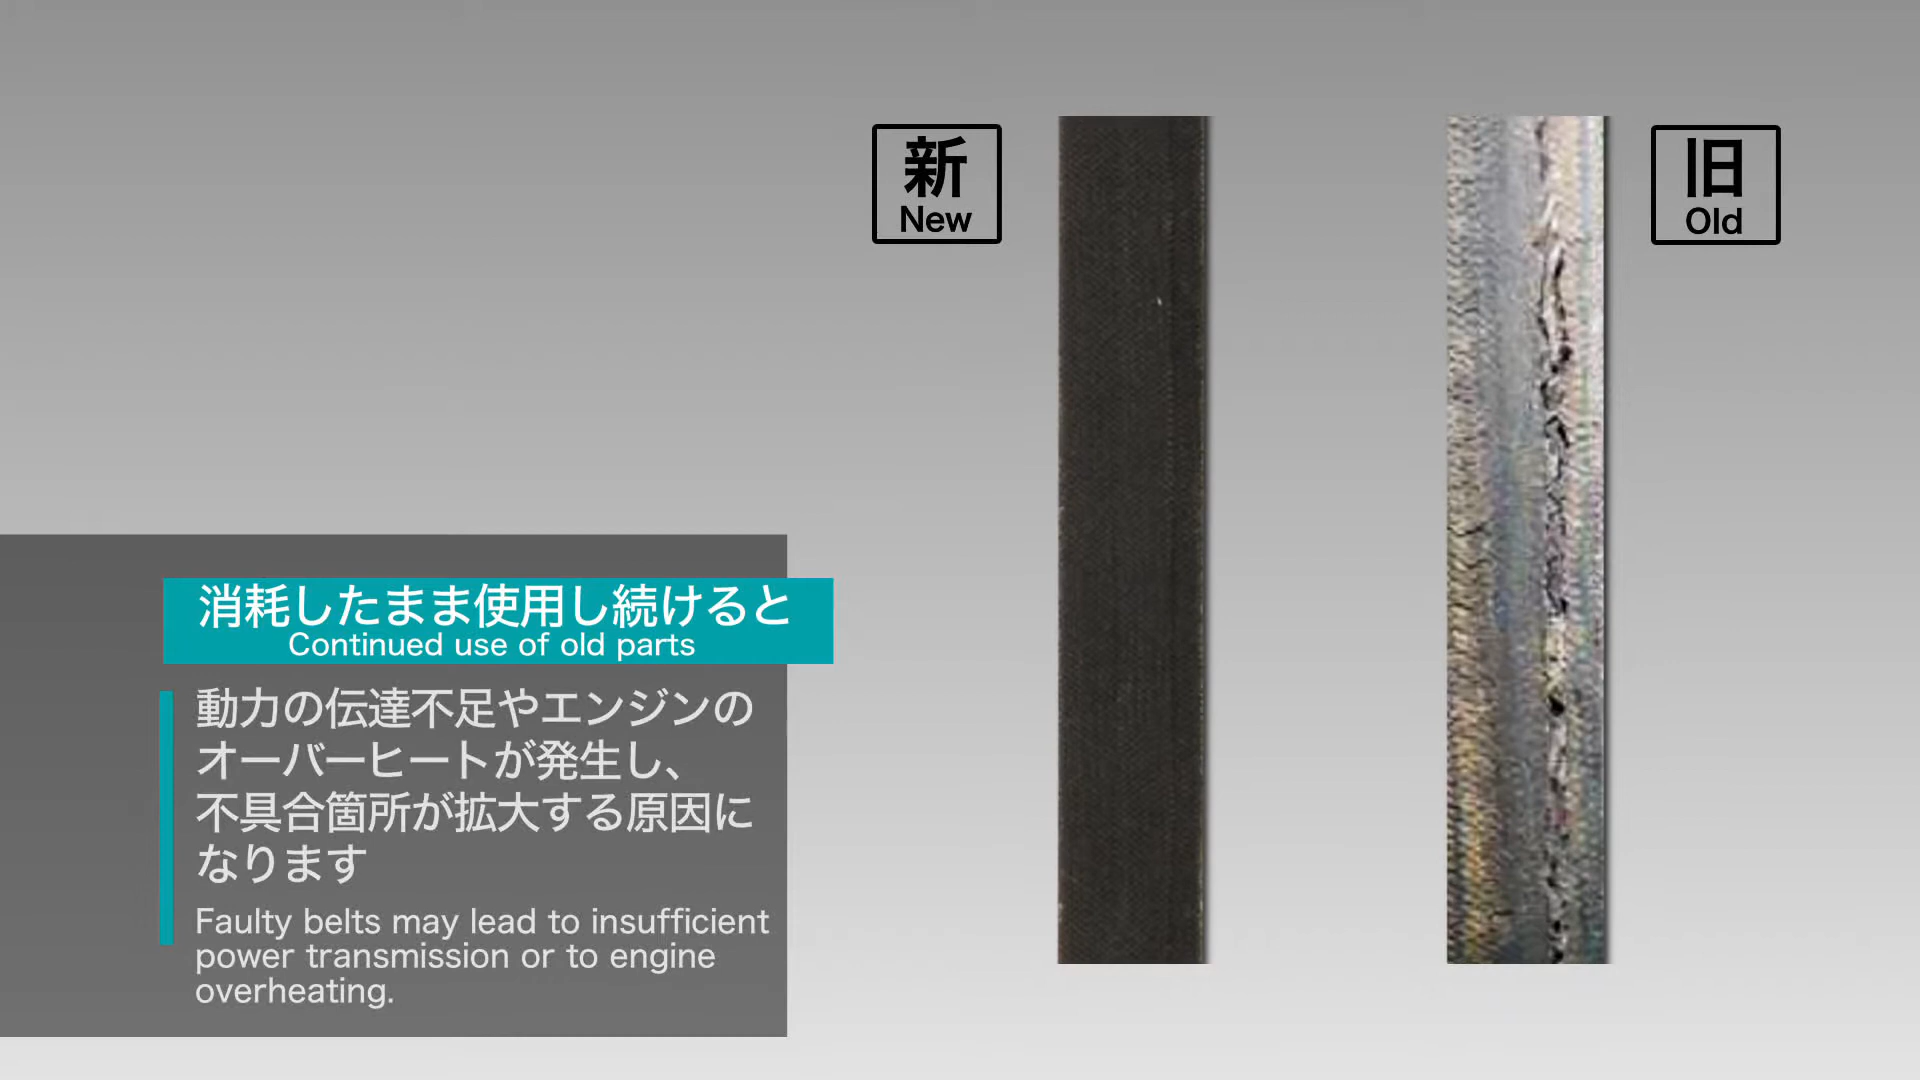 新
New
旧
Old
消耗したまま使用し続けると
Continued use of old parts
動力の伝達不足やエンジンの
オーバーヒートが発生し、
不具合箇所が拡大する原因に
なります
Faulty belts may lead to insufficient
power transmission or to engine
overheating.